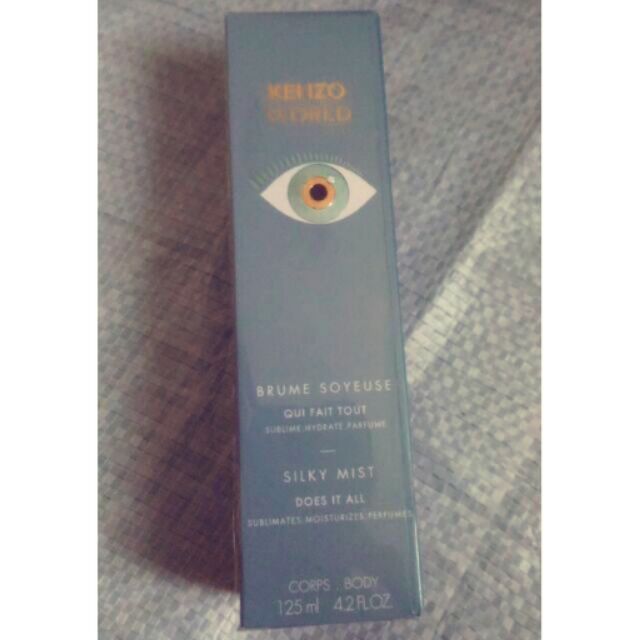 KENZO
WORLD
BRUME SOYEUSE
QUI FAIT TOUT
SUBLIME.HYDRATE.PARFUME
SILKY MIST
DOES IT ALL
SUBLIMATES.MOISTURIZES.PERFUMES
CORPS . BODY
125 ml 4.2 FL.OZ.